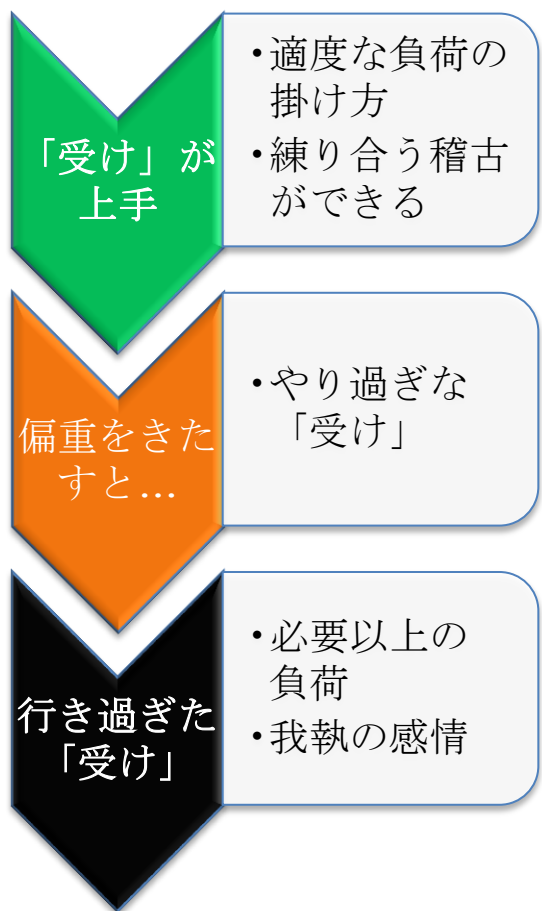 「受け」が
上手
・適度な負荷の
掛け方
・練り合う稽古
ができる
偏重をきた
すと…
・やり過ぎな
「受け」
行き過ぎた
「受け」
・必要以上の
負荷
・我執の感情